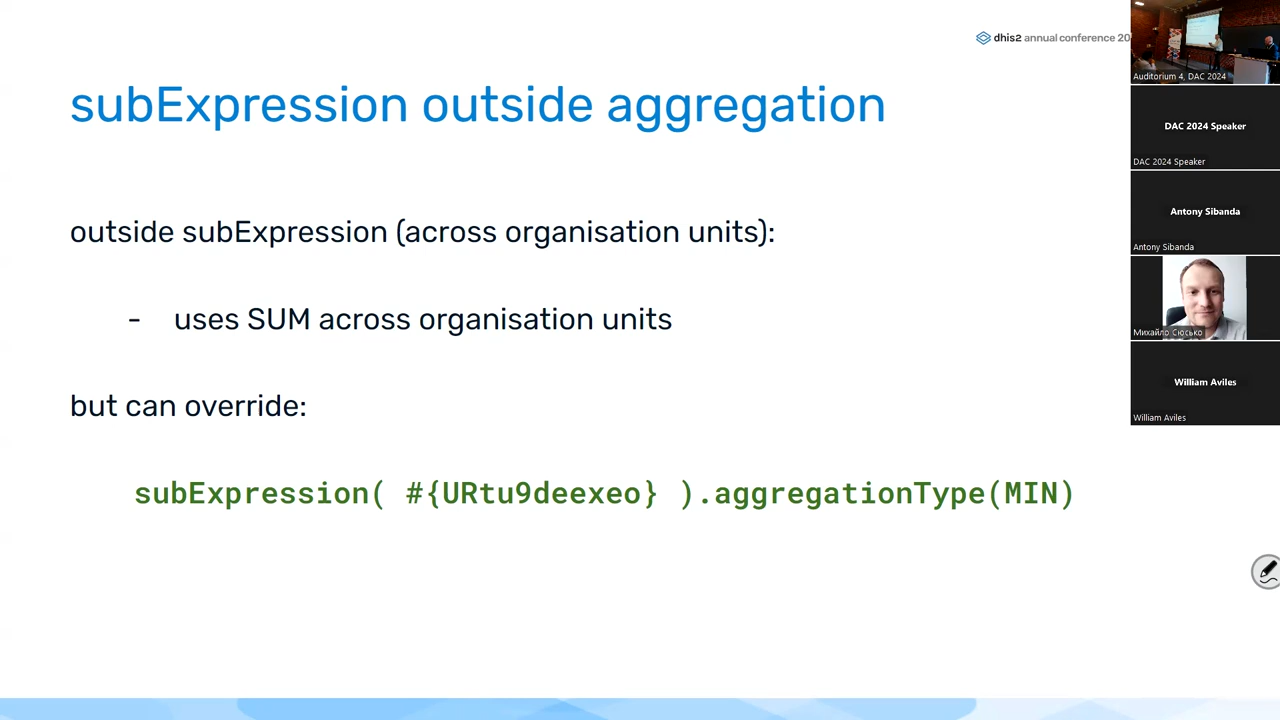 dhis2 annual conference 20
subExpression outside aggregation
outside subExpression (across organisation units):
- uses SUM across organisation units
but can override:
subExpression( #{URtu9deexeo} ).aggregationType(MIN)
Auditorium 4, DAC 2024
DAC 2024 Speaker
DAC 2024 Speaker
Antony Sibanda
Antony Sibanda
Михайло Сюсько
William Aviles
William Aviles